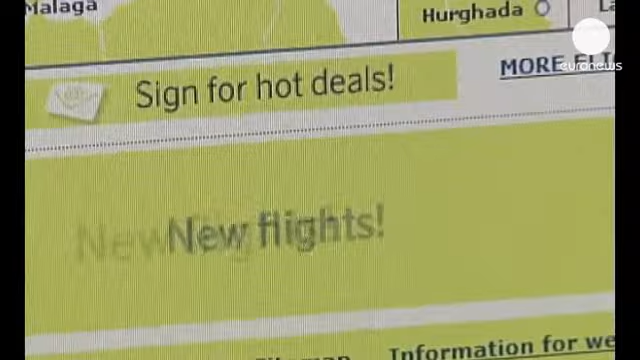 Malaga
Hurghada
euronews
MORE
Sign for hot deals!
New flights!
Information for we